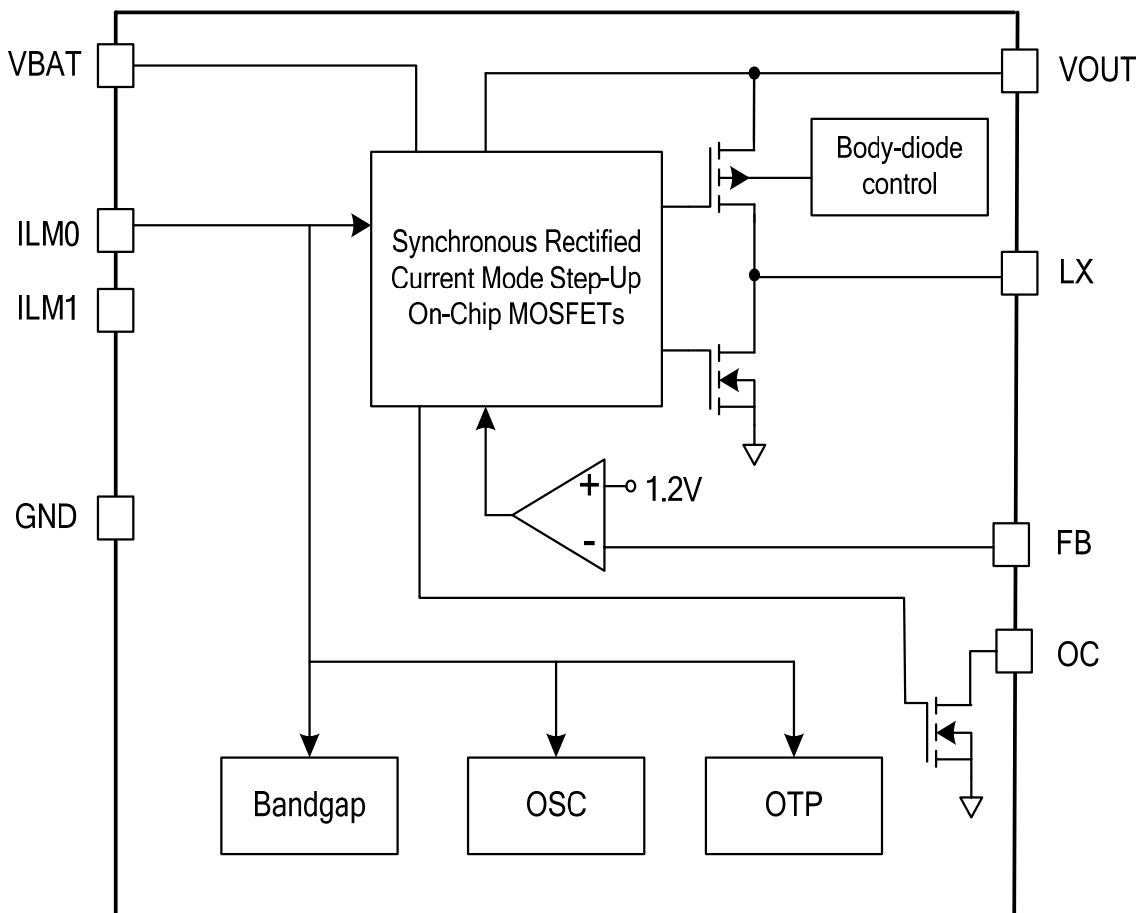 VBAT
VOUT
Body-diode
control
ILM0
Synchronous Rectified
Current Mode Step-Up
On-Chip MOSFETs
LX
ILM1
+
1.2V
-
GND
FB
OC
Bandgap
OSC
OTP